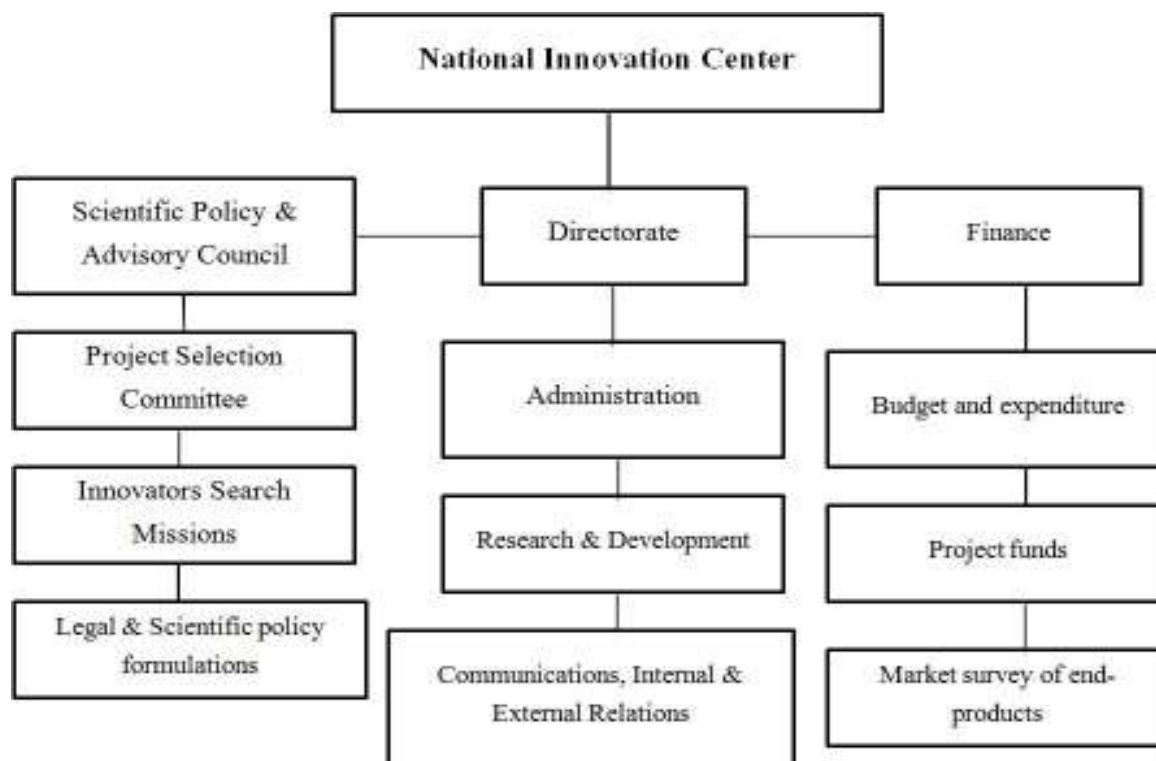 National Innovation Center
Scientific Policy &
Advisory Council
Directorate
Finance
Project Selection
Committee
Administration
Budget and expenditure
Innovators Search
Missions
Research & Development
Project funds
Legal & Scientific policy
formulations
Communications, Internal &
External Relations
Market survey of end-
products